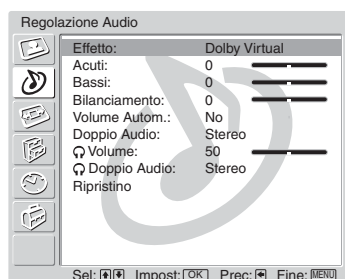 Regolazione Audio
Effetto: Dolby Virtual
Acuti: 0
Bassi: 0
Bilanciamento: 0
Volume Autom.: No
Doppio Audio: Stereo
Volume: 50
Doppio Audio: Stereo
Ripristino
Sel: Impost: OK Prec: Fine: MENU